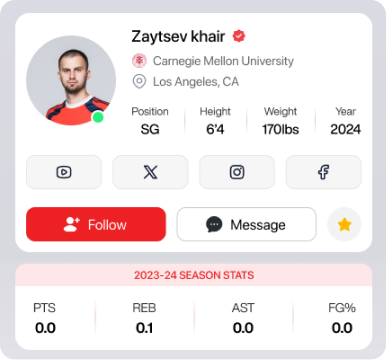 Zaytsev khair
Carnegie Mellon University
Los Angeles, CA
Position Height Weight Year
SG 6'4 170lbs 2024
Follow Message
2023-24 SEASON STATS
PTS REB AST FG%
0.0 0.1 0.0 0.0